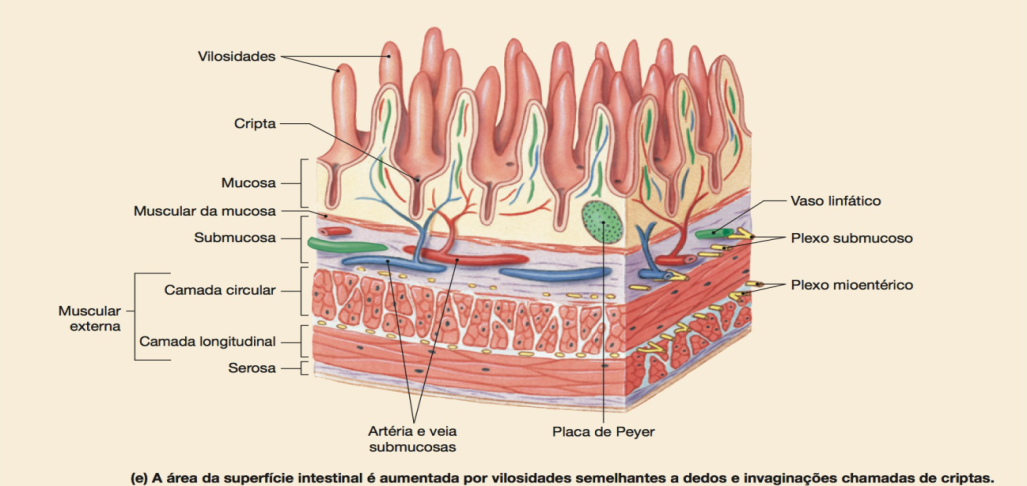 Vilosidades
Cripta
Mucosa
Muscular da mucosa
Submucosa
Camada circular
Muscular
externa
Camada longitudinal
Serosa
Vaso linfático
Plexo submucoso
Plexo mioentérico
Artéria e veia
submucosas
Placa de Peyer
(e) A área da superfície intestinal é aumentada por vilosidades semelhantes a dedos e invaginações chamadas de criptas.